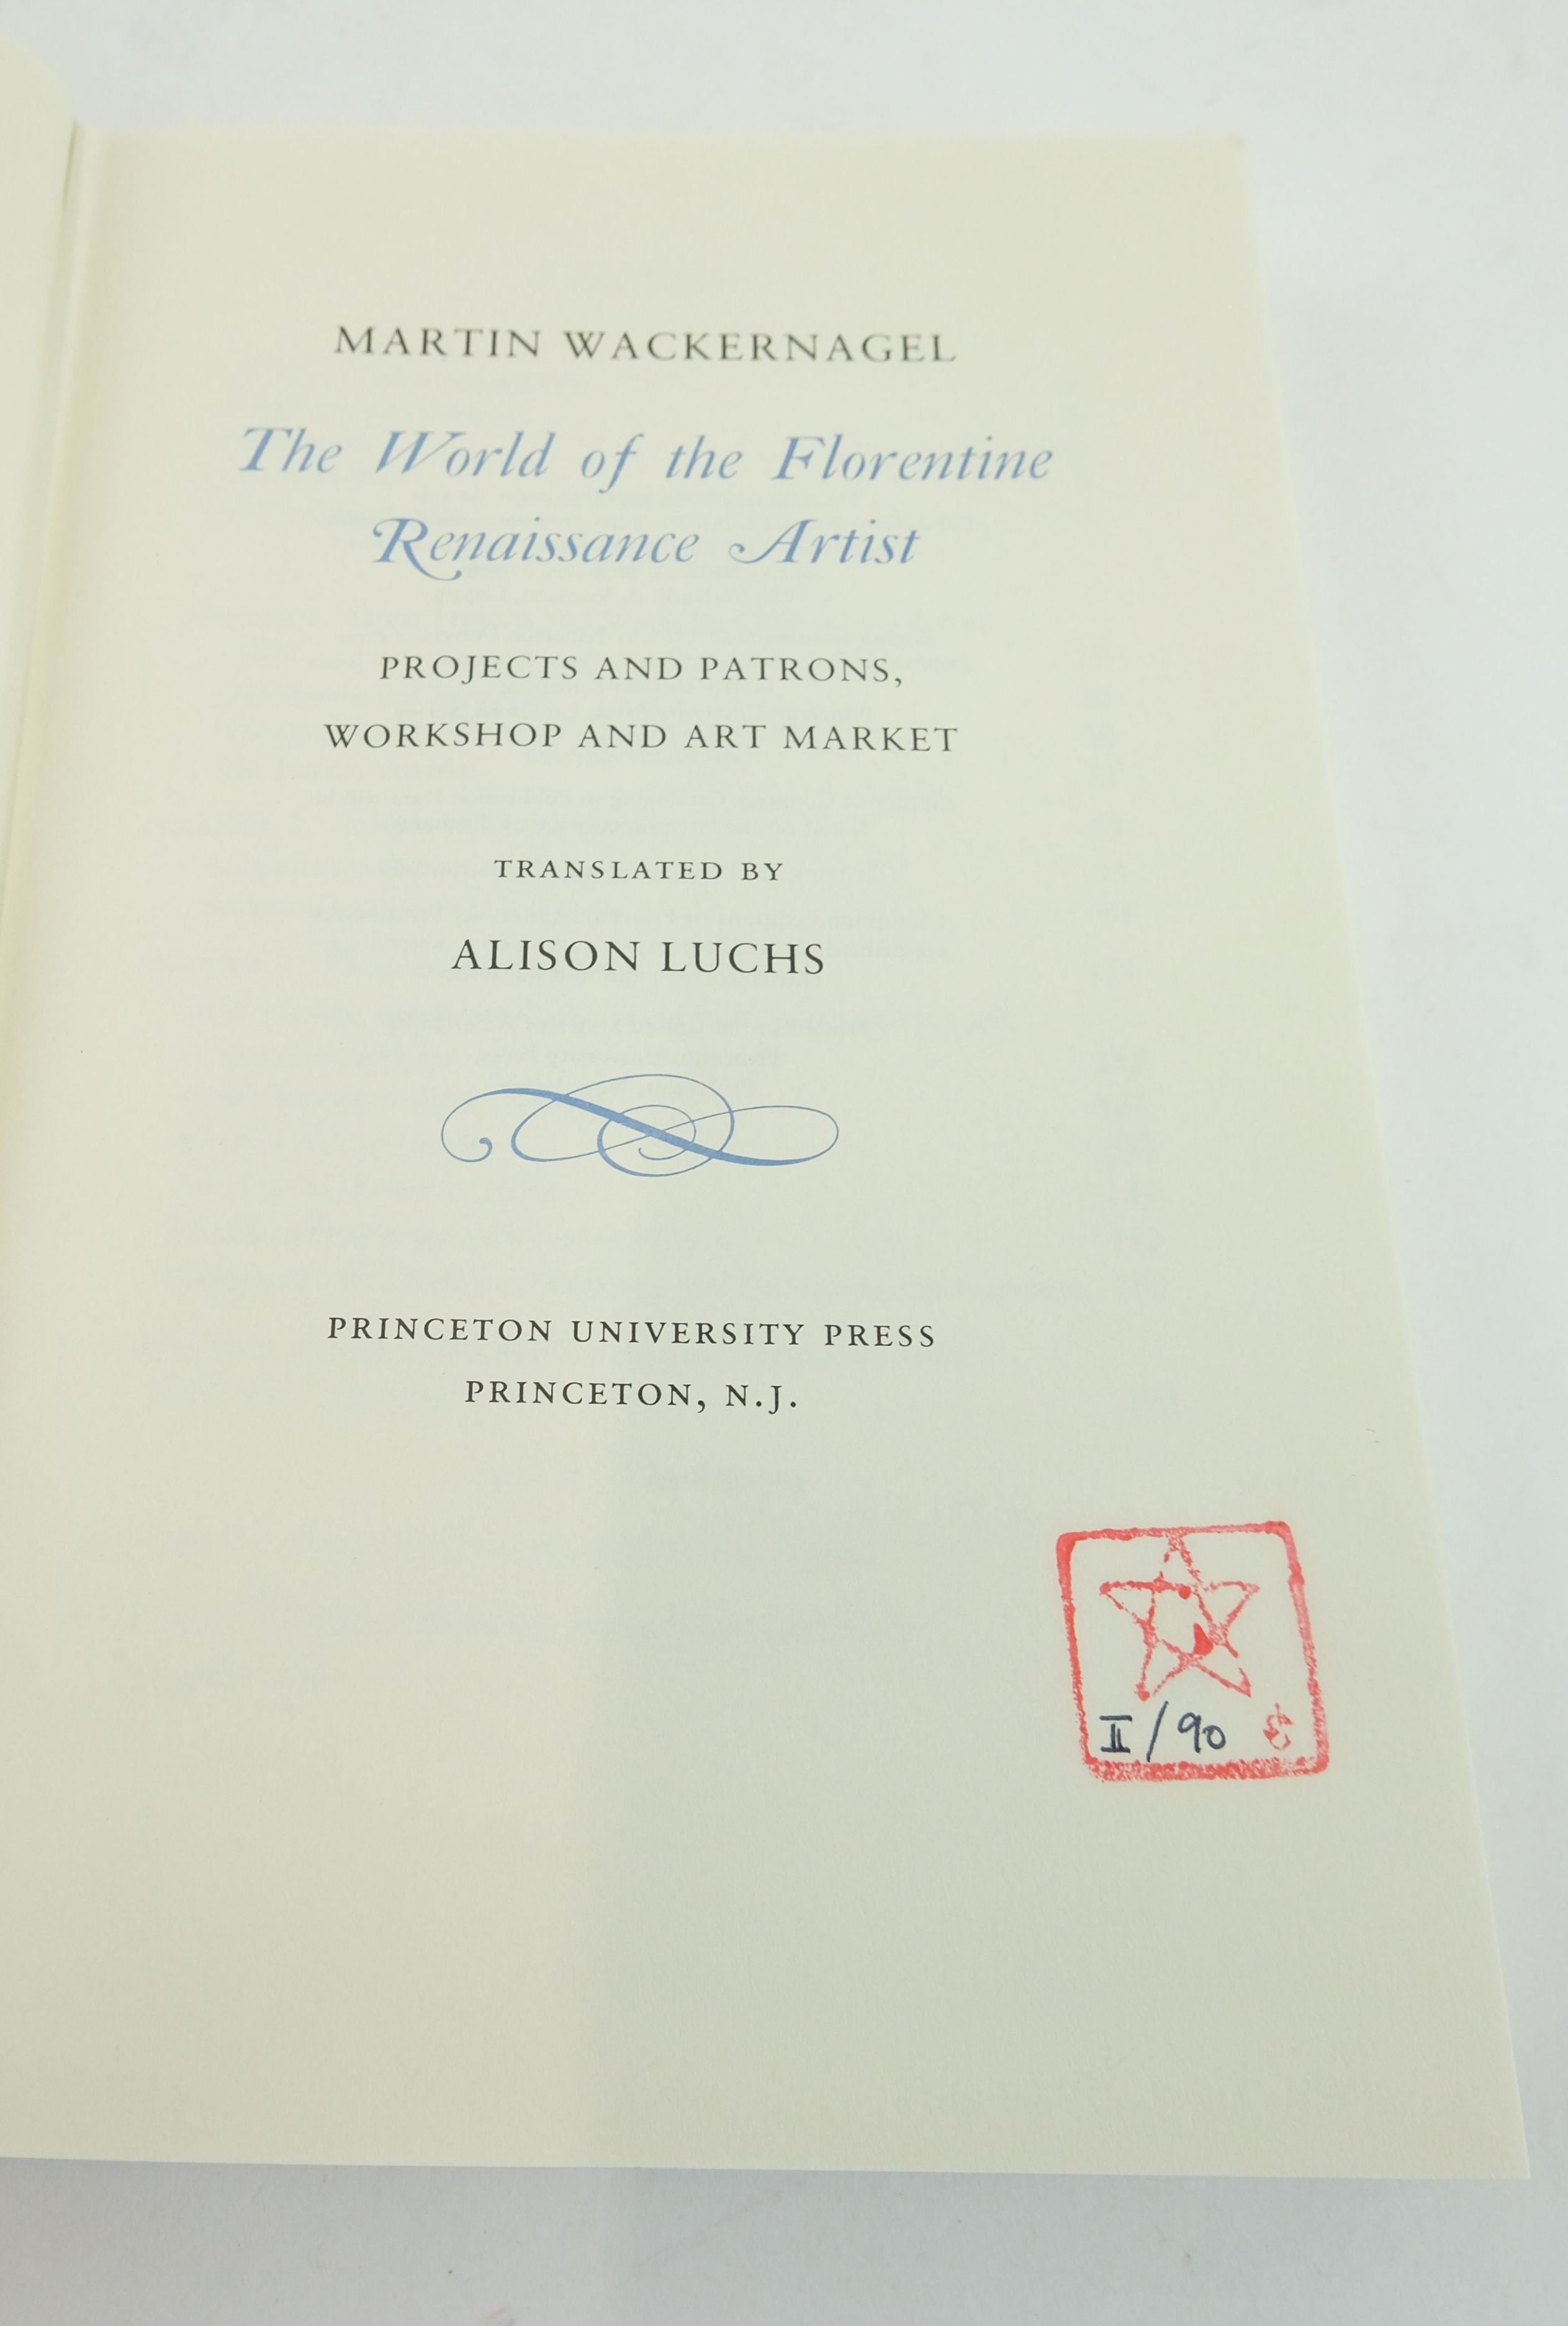 MARTIN WACKERNAGEL
The World of the Florentine
Renaissance Artist
PROJECTS AND PATRONS,
WORKSHOP AND ART MARKET
TRANSLATED BY
ALISON LUCHS
PRINCETON UNIVERSITY PRESS
PRINCETON, N.J.
II/90